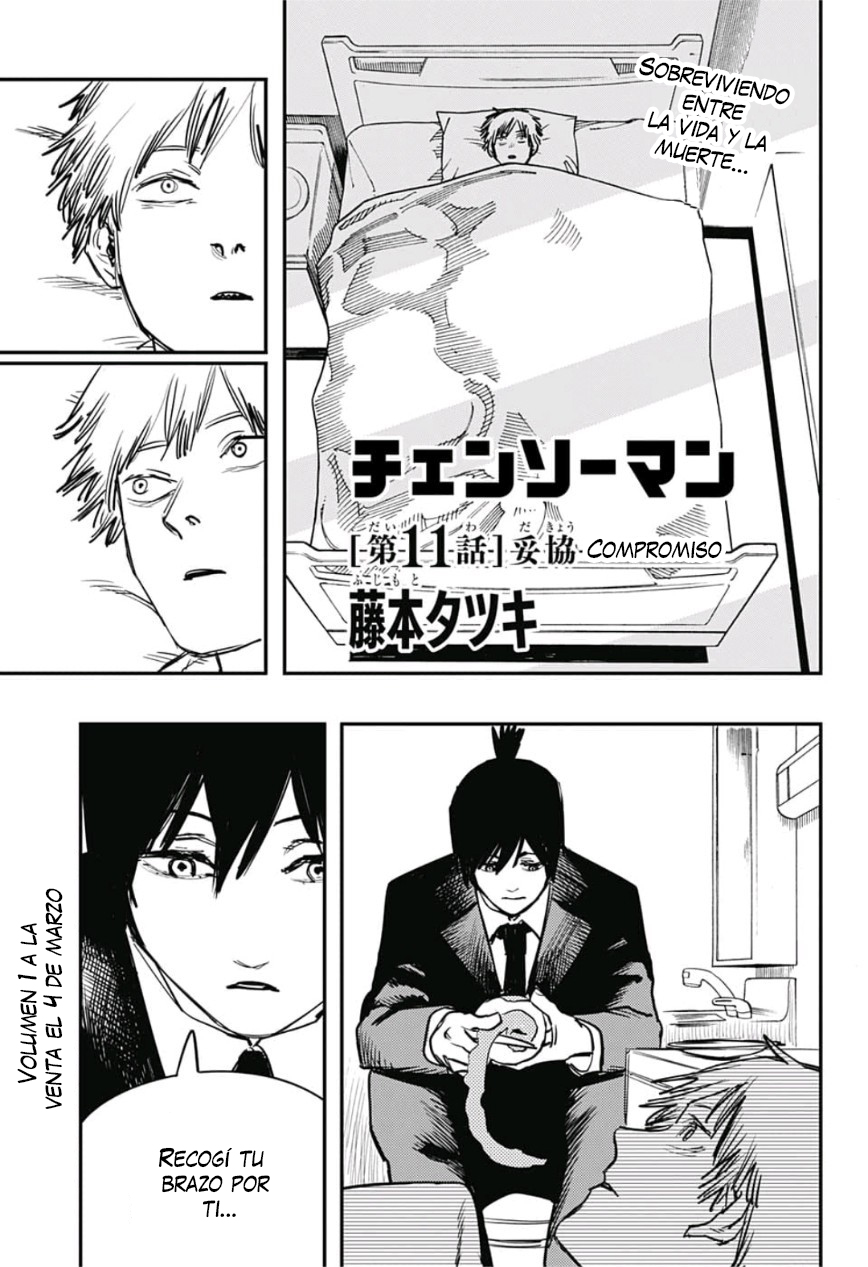 Sobreviviendo
entre
la vida y la
muerte...
チェンソーマン
だい わ だ きょう
[第11話] 妥協 Compromiso
ふじもと
藤本タツキ
Recogí tu
brazo por
ti...
Volumen 1 a la
venta el 4 de marzo